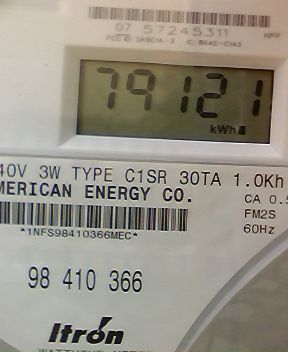 07 57245311
79121
kWh
40V 3W TYPE C1SR 30TA 1.0Kh
MERICAN ENERGY CO.
CA 0.5
FM2S
*1NFS98410366MEC*
60Hz
98 410 366
Itrón